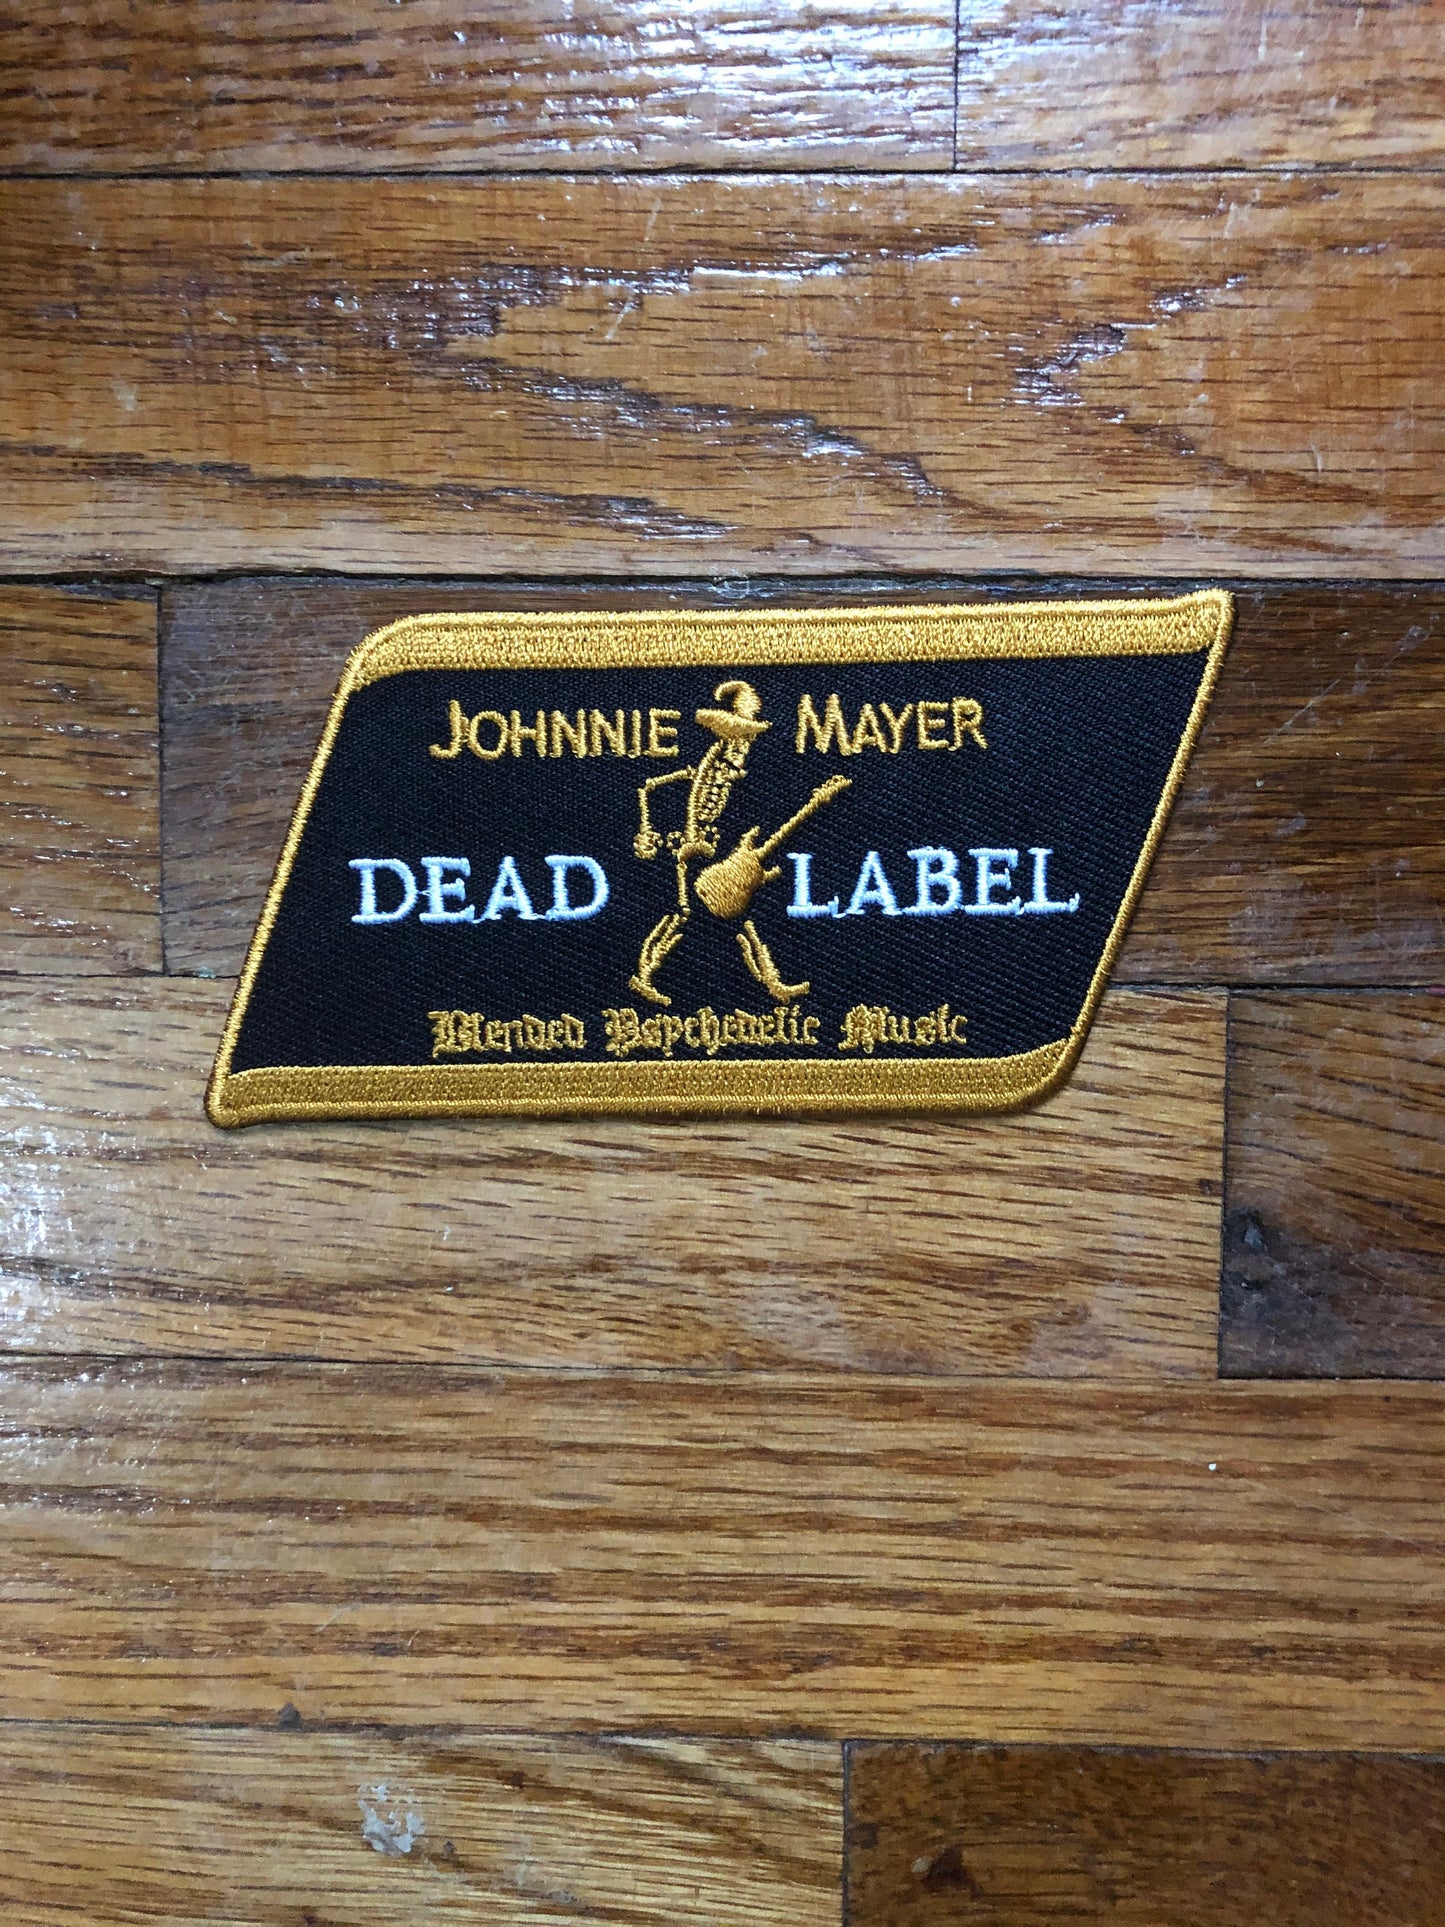 JOHNNIE MAYER
DEAD LABEL
Blended Psychedelic Music